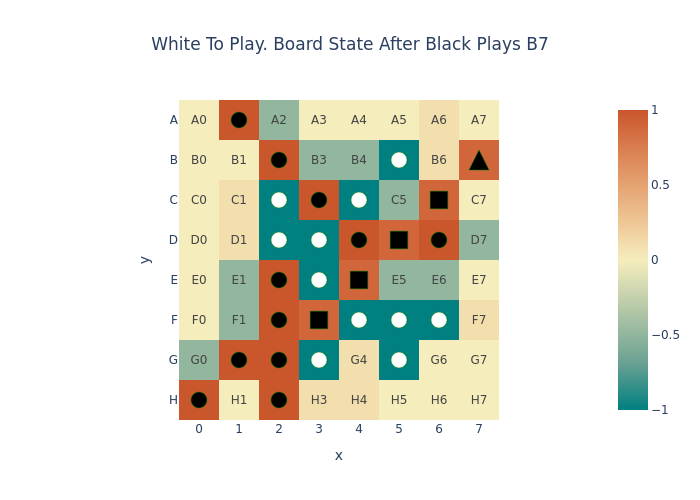 White To Play. Board State After Black Plays B7
A A0 A2 A3 A4 A5 A6 A7 1
B B0 B1 B3 B4 B6
C C0 C1 C5 C7 0.5
D D0 D1 D7
y 0
E E0 E1 E5 E6 E7
F F0 F1 F7 −0.5
G G0 G4 G6 G7
H H1 H3 H4 H5 H6 H7 −1
0 1 2 3 4 5 6 7
x